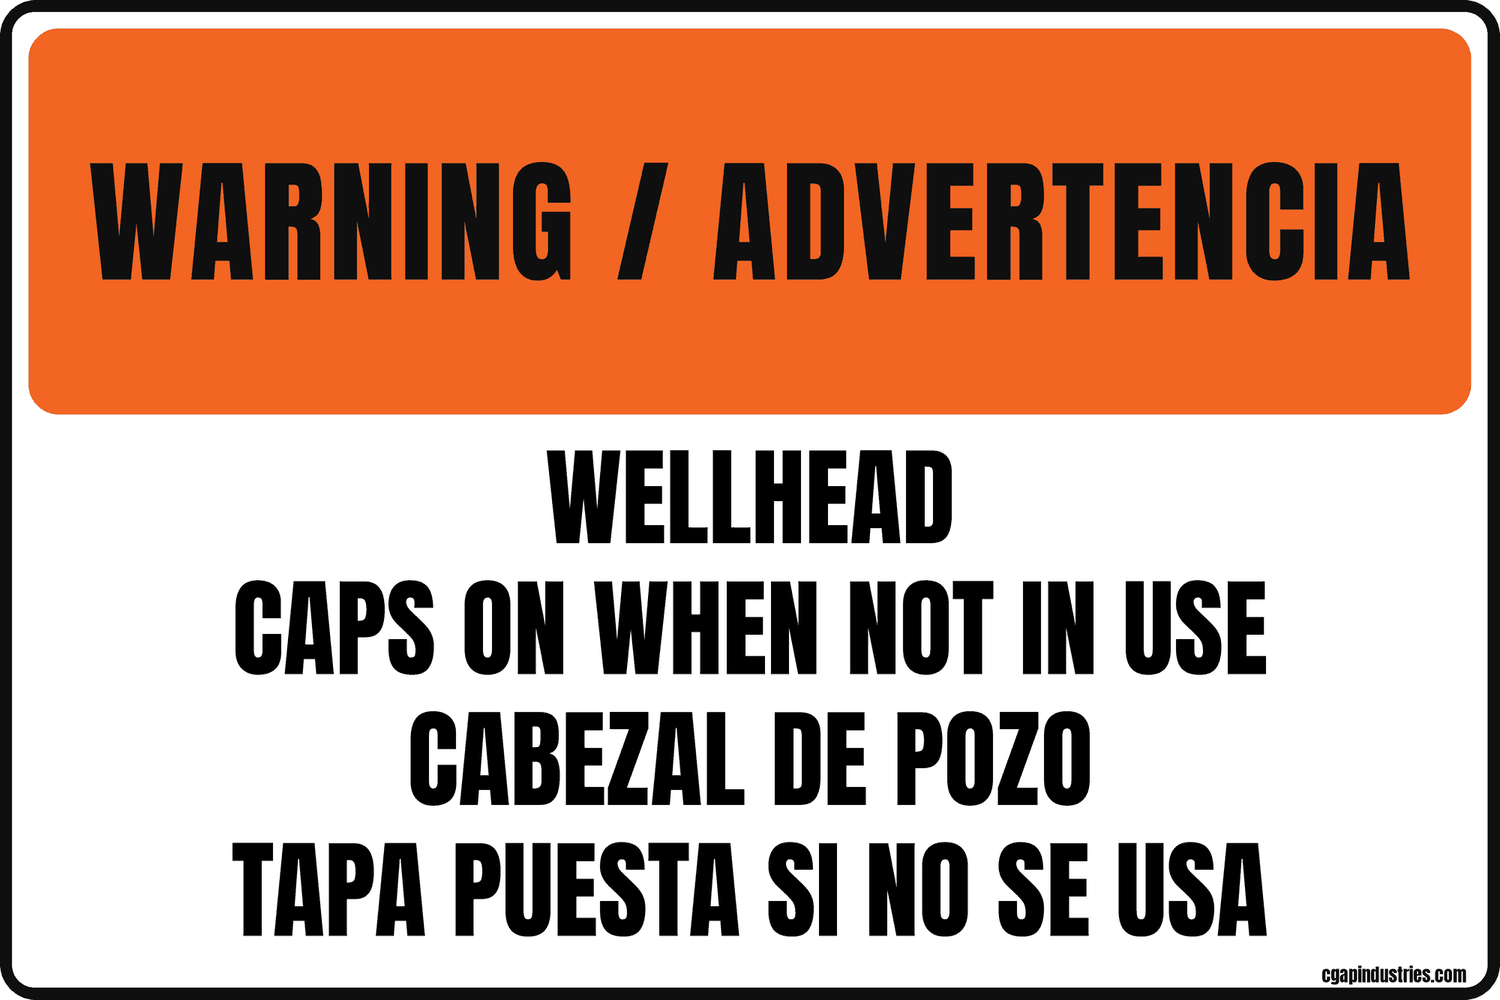 WARNING / ADVERTENCIA
WELLHEAD
CAPS ON WHEN NOT IN USE
CABEZAL DE POZO
TAPA PUESTA SI NO SE USA
cgapindustries.com